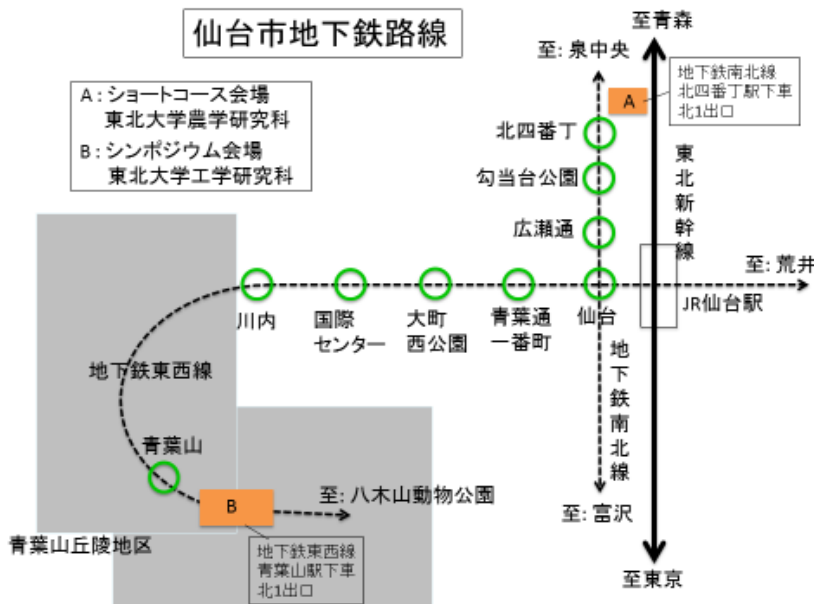 仙台市地下鉄路線
至青森
至: 泉中央
地下鉄南北線
北四番丁駅下車
北1出口
A
A: ショートコース会場
東北大学農学研究科
B: シンポジウム会場
東北大学工学研究科
北四番丁
勾当台公園
広瀬通
東北新幹線
至: 荒井
川内
国際
センター
大町
西公園
青葉通
一番町
仙台
JR仙台駅
地下鉄東西線
地下鉄南北線
青葉山
B
至: 八木山動物公園
至: 富沢
青葉山丘陵地区
地下鉄東西線
青葉山駅下車
北1出口
至東京